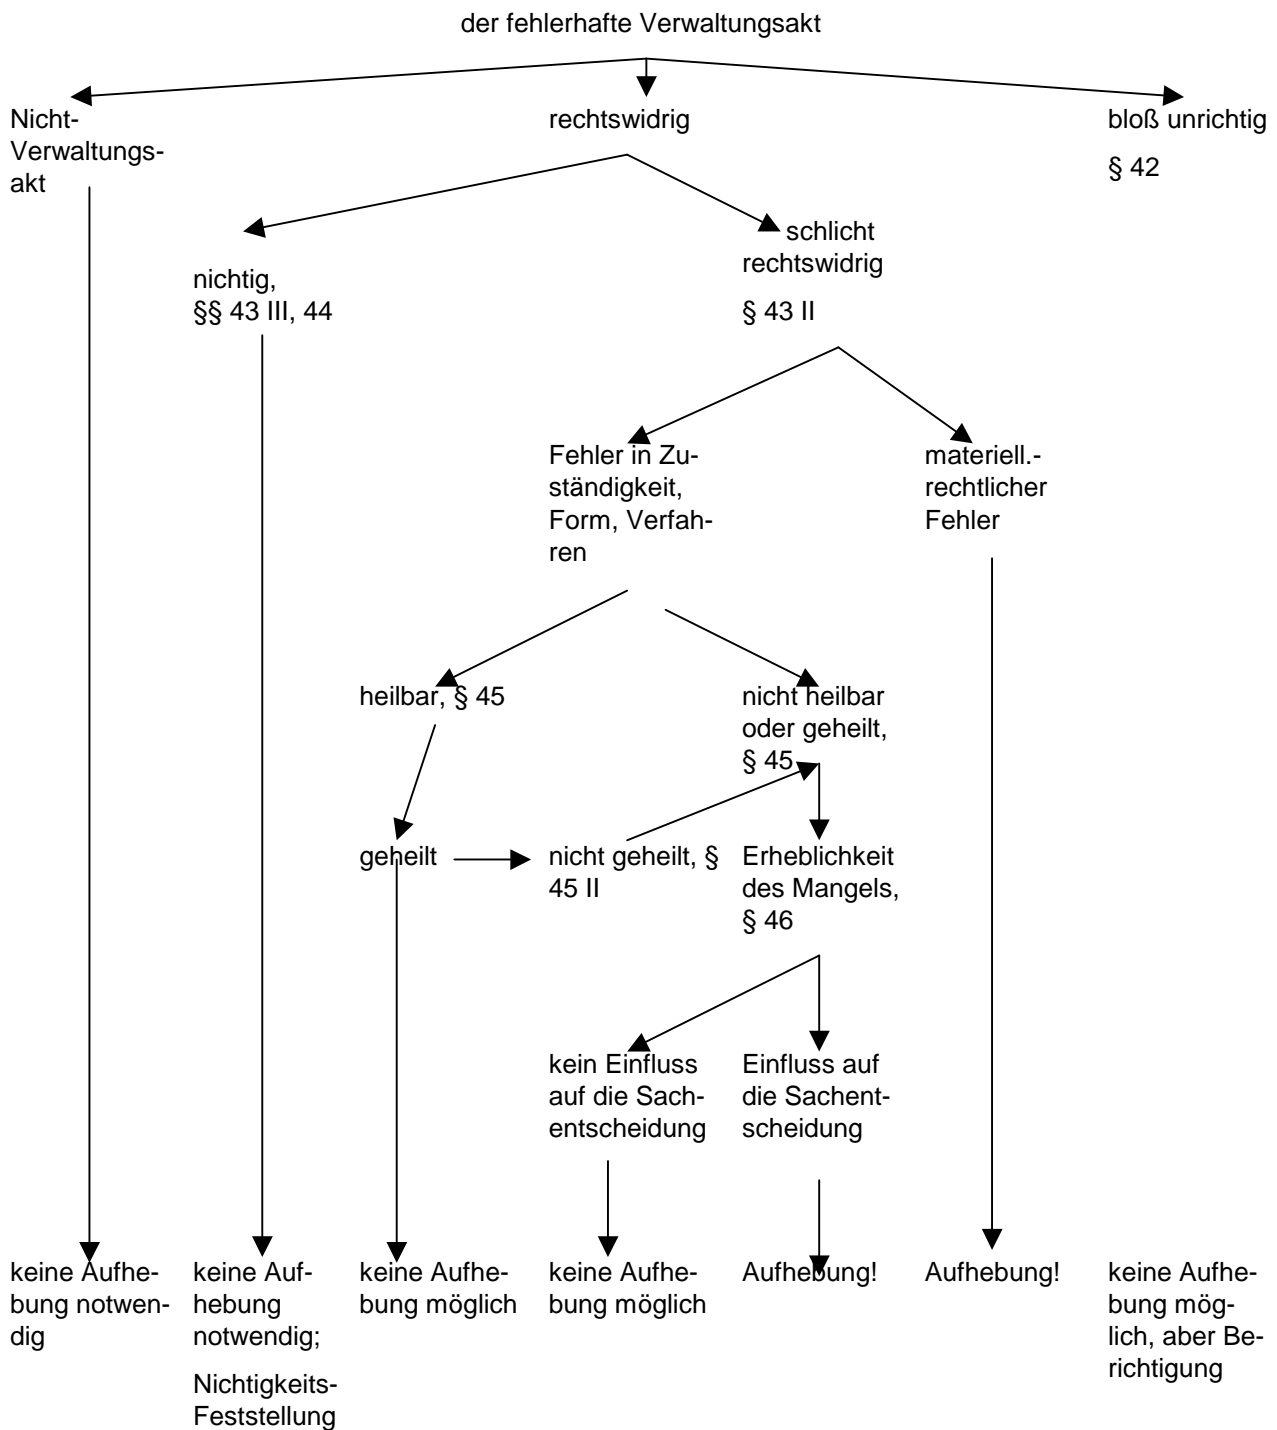 der fehlerhafte Verwaltungsakt
Nicht-
Verwaltungs-
akt
rechtswidrig
bloß unrichtig
§ 42
nichtig,
§§ 43 III, 44
schlicht
rechtswidrig
§ 43 II
Fehler in Zu-
ständigkeit,
Form, Verfah-
ren
materiell.-
rechtlicher
Fehler
heilbar, § 45
nicht heilbar
oder geheilt,
§ 45
geheilt
nicht geheilt, §
45 II
Erheblichkeit
des Mangels,
§ 46
kein Einfluss
auf die Sach-
entscheidung
Einfluss auf
die Sachent-
scheidung
keine Aufhe-
bung notwen-
dig
keine Auf-
hebung
notwendig;
Nichtigkeits-
Feststellung
keine Aufhe-
bung möglich
keine Aufhe-
bung möglich
Aufhebung!
Aufhebung!
keine Aufhe-
bung mög-
lich, aber Be-
richtigung